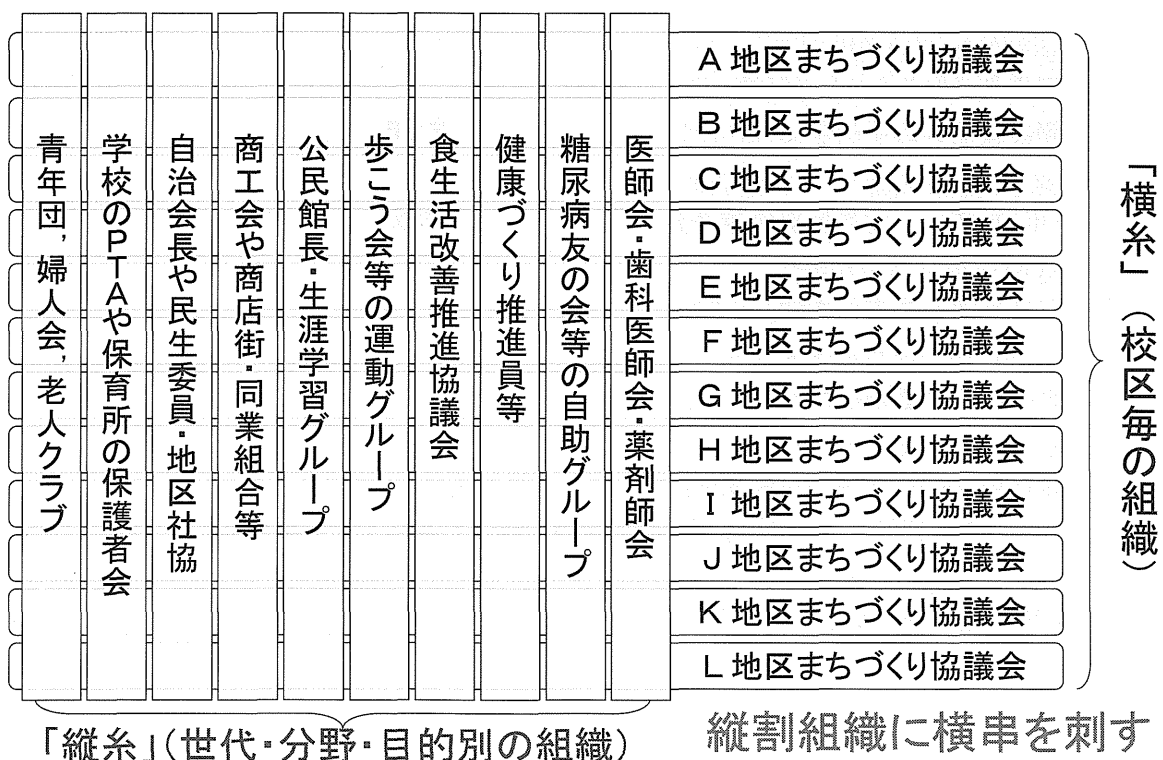 青年団，婦人会，老人クラブ
学校のPTAや保育所の保護者会
自治会長や民生委員・地区社協
商工会や商店街・同業組合等
公民館長・生涯学習グループ
歩こう会等の運動グループ
食生活改善推進協議会
健康づくり推進員等
糖尿病友の会等の自助グループ
医師会・歯科医師会・薬剤師会
A 地区まちづくり協議会
B 地区まちづくり協議会
C 地区まちづくり協議会
D 地区まちづくり協議会
E 地区まちづくり協議会
F 地区まちづくり協議会
G 地区まちづくり協議会
H 地区まちづくり協議会
I 地区まちづくり協議会
J 地区まちづくり協議会
K 地区まちづくり協議会
L 地区まちづくり協議会
「横糸」（校区毎の組織）
「縦糸」（世代・分野・目的別の組織）
縦割組織に横串を刺す